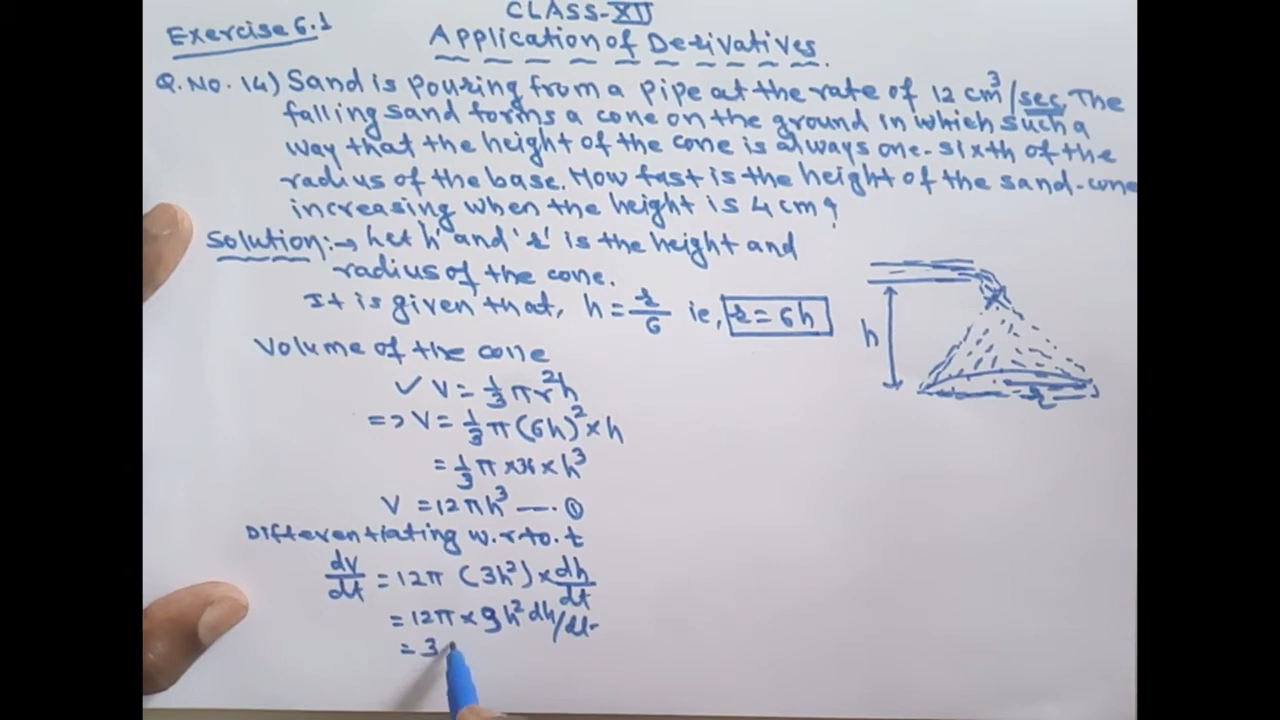 CLASS-XII
Exercise 6.1
Application of Derivatives.
Q.No. 14) Sand is pouring from a pipe at the rate of 12 cm³/sec. The
falling sand forms a cone on the ground in which such a
way that the height of the cone is always one-sixth of the
radius of the base. How fast is the height of the sand-cone
increasing when the height is 4 cm?
Solution:→ Let 'h' and 'r' is the height and
radius of the cone.
It is given that, h = r/6 ie, r = 6h
Volume of the cone
✓ V = 1/3 πr²h
=> V = 1/3 π (6h)² × h
= 1/3 π × 36 × h³
V = 12πh³ —.. ①
Differentiating w.r.to.t
dv/dt = 12π (3h²) × dh/dt
= 12π × 3h² dh/dt
= 3
h
r